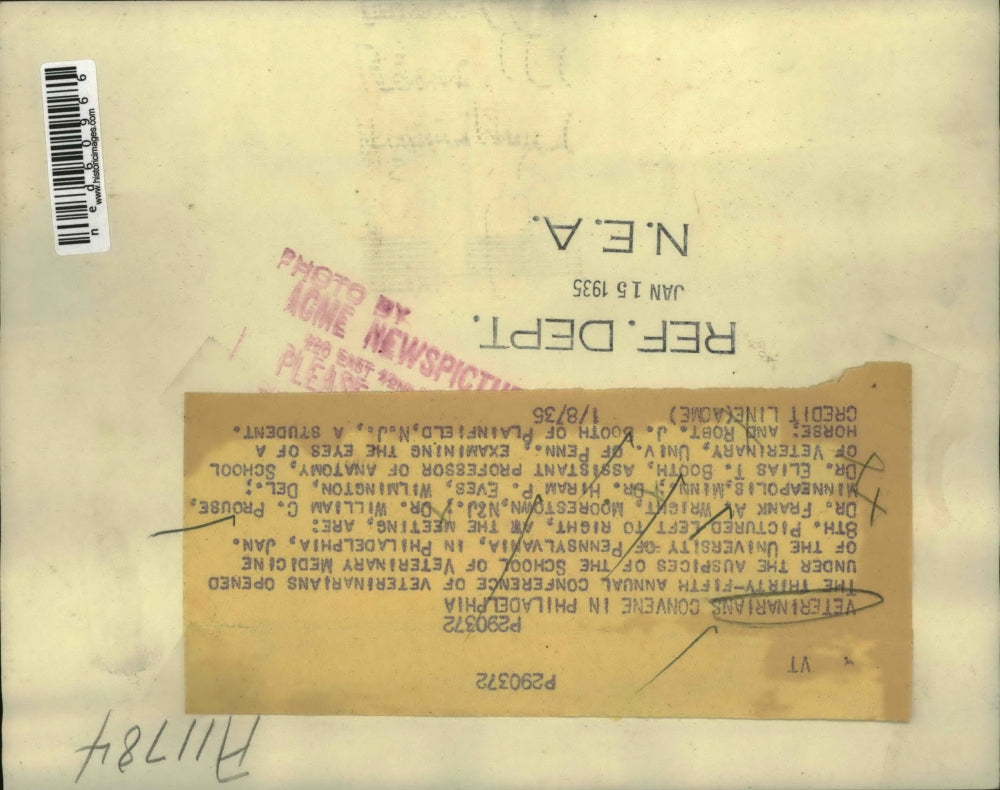 P290372
VT
P290372
VETERINARIANS CONVENE IN PHILADELPHIA
THE THIRTY-FIFTH ANNUAL CONFERENCE OF VETERINARIANS OPENED
UNDER THE AUSPICES OF THE SCHOOL OF VETERINARY MEDICINE
OF THE UNIVERSITY OF PENNSYLVANIA, IN PHILADELPHIA, JAN.
8TH. PICTURED LEFT TO RIGHT, AT THE MEETING, ARE:
DR. FRANK A. WRIGHT, MOORESTOWN, N.J.; DR. WILLIAM C. PROUSE,
MINNEAPOLIS, MINN.; DR. HIRAM P. EVES, WILMINGTON, DEL.;
DR. ELIAS T. BOOTH, ASSISTANT PROFESSOR OF ANATOMY, SCHOOL
OF VETERINARY, UNIV. OF PENN., EXAMINING THE EYES OF A
HORSE; AND ROBT. J. BOOTH OF PLAINFIELD, N.J., A STUDENT.
CREDIT LINE(ACME) 1/8/35
REF. DEPT.
JAN 15 1935
N.E.A.
PHOTO BY
ACME
EAST
PLEASE
A11784
ned60966
www.historicimages.com